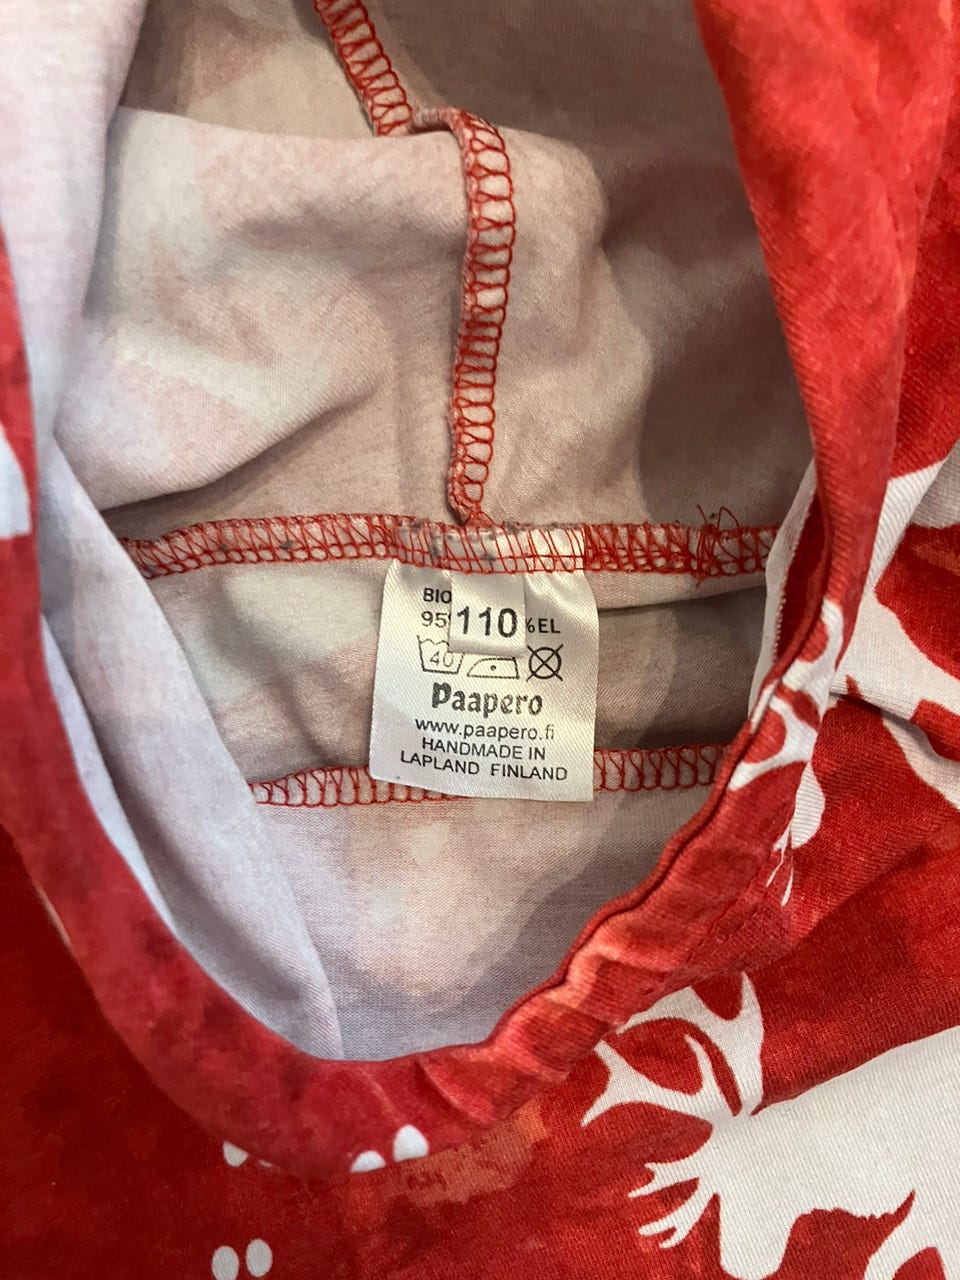 BIO
95
110
% EL
40
Paapero
www.paapero.fi
HANDMADE IN
LAPLAND FINLAND